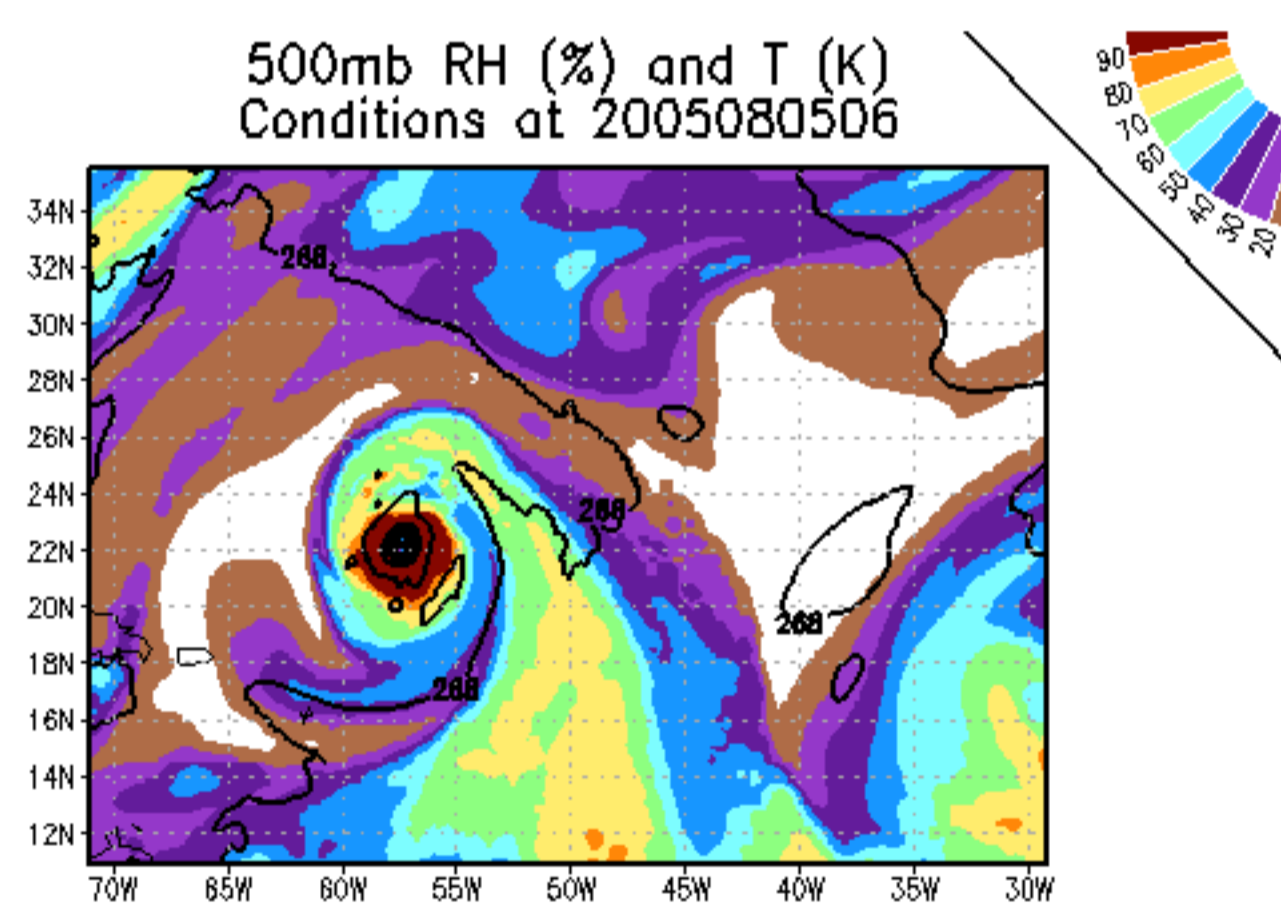 500mb RH (%) and T (K)
Conditions at 2005080506
90
80
70
60
50
40
30
20
34N
32N
30N
28N
26N
24N
22N
20N
18N
16N
14N
12N
268
268
268
268
70W 65W 60W 55W 50W 45W 40W 35W 30W